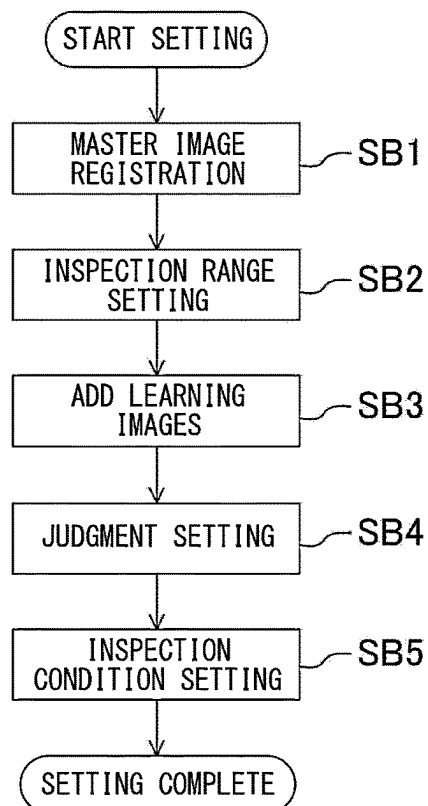 START SETTING
MASTER IMAGE
REGISTRATION
SB1
INSPECTION RANGE
SETTING
SB2
ADD LEARNING
IMAGES
SB3
JUDGMENT SETTING
SB4
INSPECTION
CONDITION SETTING
SB5
SETTING COMPLETE